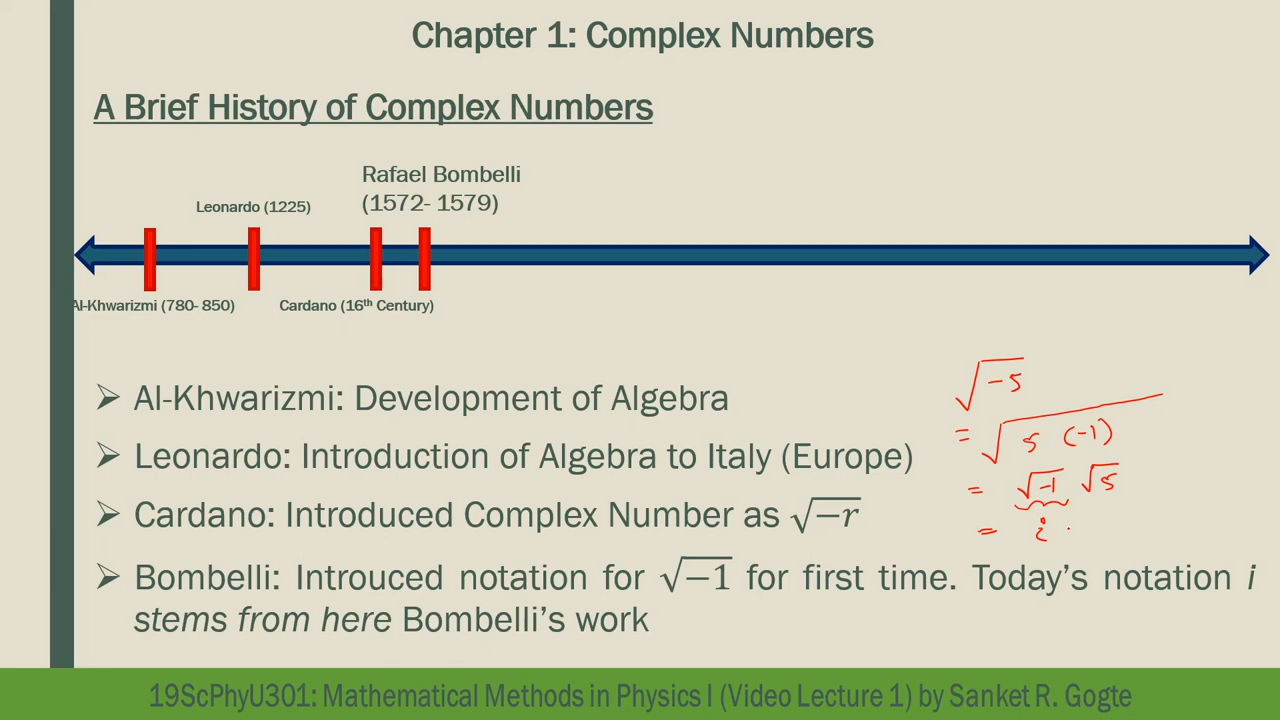 Chapter 1: Complex Numbers
A Brief History of Complex Numbers
Rafael Bombelli
(1572- 1579)
Leonardo (1225)
Al-Khwarizmi (780- 850)
Cardano (16th Century)
➢ Al-Khwarizmi: Development of Algebra
➢ Leonardo: Introduction of Algebra to Italy (Europe)
➢ Cardano: Introduced Complex Number as √−r
➢ Bombelli: Introuced notation for √−1 for first time. Today’s notation i
stems from here Bombelli’s work
√−5
= √5 (−1)
= √−1 √5
= i ·
19ScPhyU301: Mathematical Methods in Physics I (Video Lecture 1) by Sanket R. Gogte